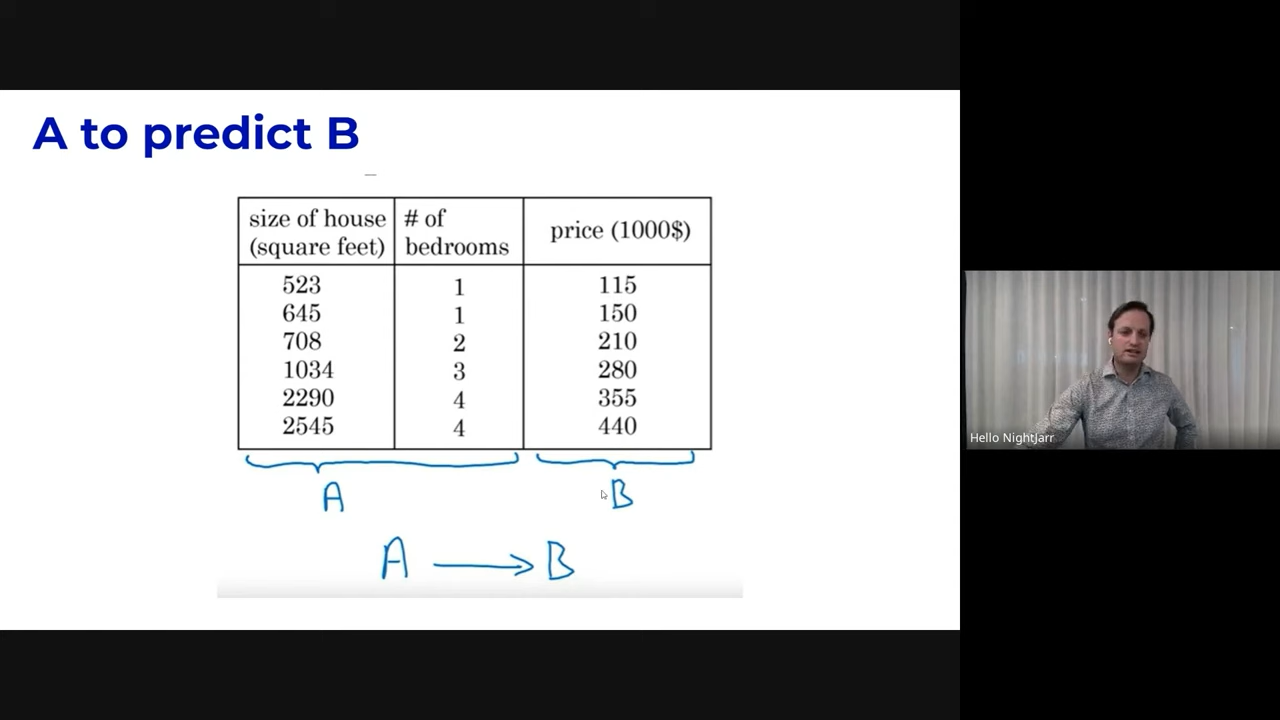 A to predict B
size of house (square feet) # of bedrooms price (1000$)
523 1 115
645 1 150
708 2 210
1034 3 280
2290 4 355
2545 4 440
A B
A → B
Hello NightJarr